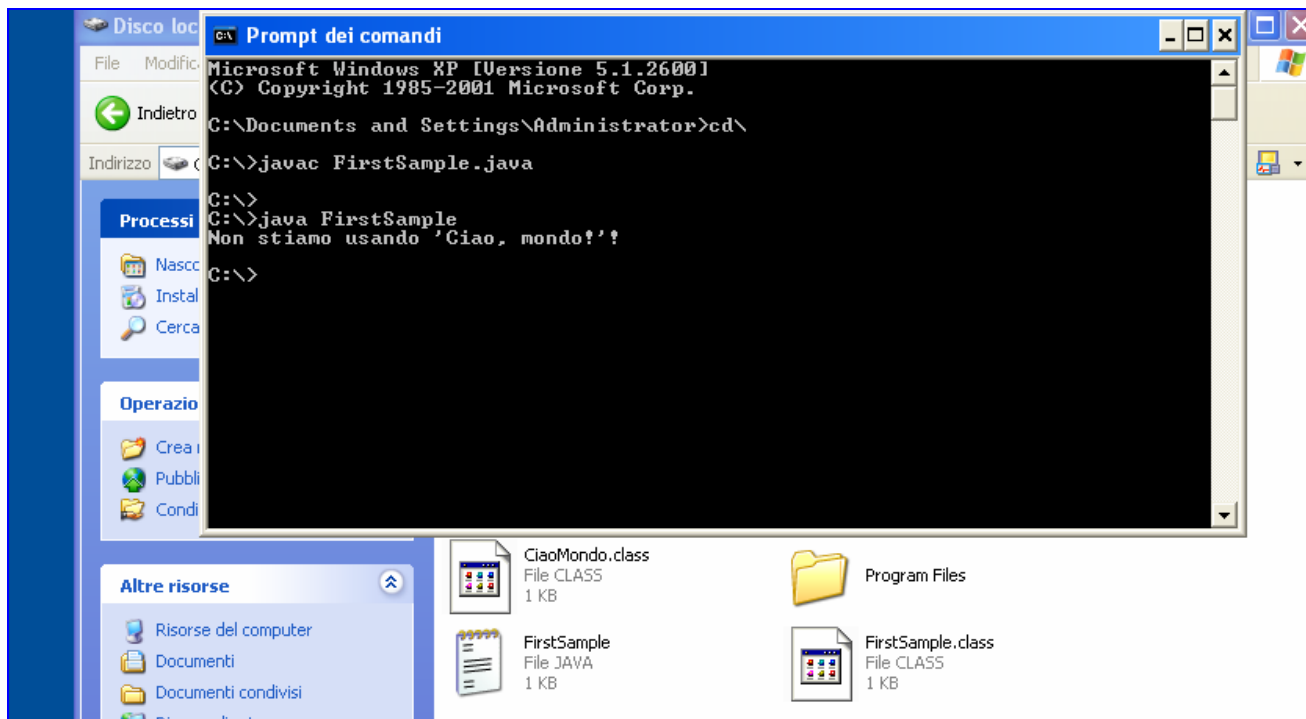 Disco loc
Prompt dei comandi
File Modific
Indietro
Indirizzo
Microsoft Windows XP [Versione 5.1.2600]
(C) Copyright 1985-2001 Microsoft Corp.
C:\Documents and Settings\Administrator>cd\
C:\>javac FirstSample.java
C:\>
C:\>java FirstSample
Non stiamo usando 'Ciao, mondo!'!
C:\>
Processi
Nascc
Instal
Cerca
Operazio
Crea
Pubbli
Condi
Altre risorse
Risorse del computer
Documenti
Documenti condivisi
CiaoMondo.class
File CLASS
1 KB
Program Files
FirstSample
File JAVA
1 KB
FirstSample.class
File CLASS
1 KB